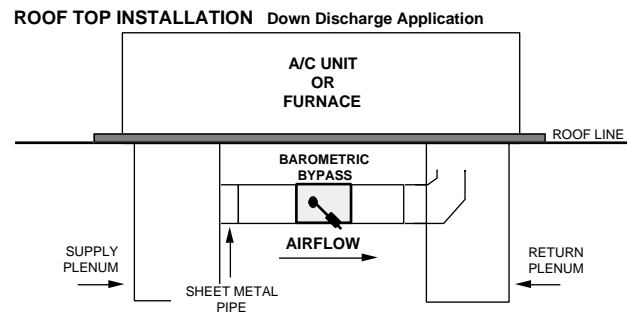 ROOF TOP INSTALLATION Down Discharge Application
A/C UNIT
OR
FURNACE
ROOF LINE
BAROMETRIC
BYPASS
AIRFLOW
SUPPLY
PLENUM
RETURN
PLENUM
SHEET METAL
PIPE